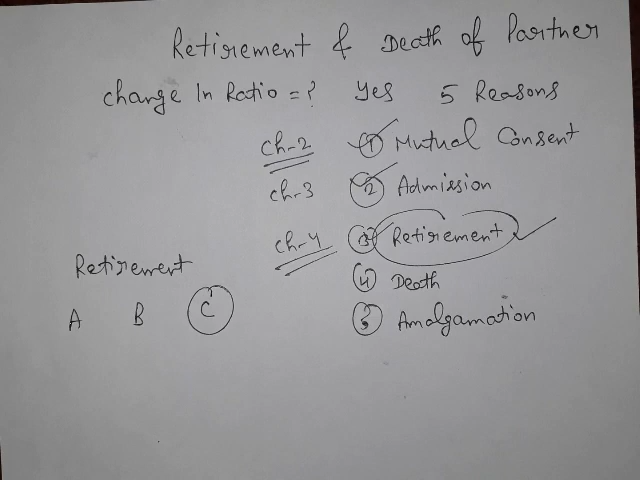 Retirement & Death of Partner
change In Ratio = ? Yes 5 Reasons
ch-2 1 Mutual Consent
ch-3 2 Admission
ch-4 3 Retirement
Retirement
4 Death
A B C
5 Amalgamation